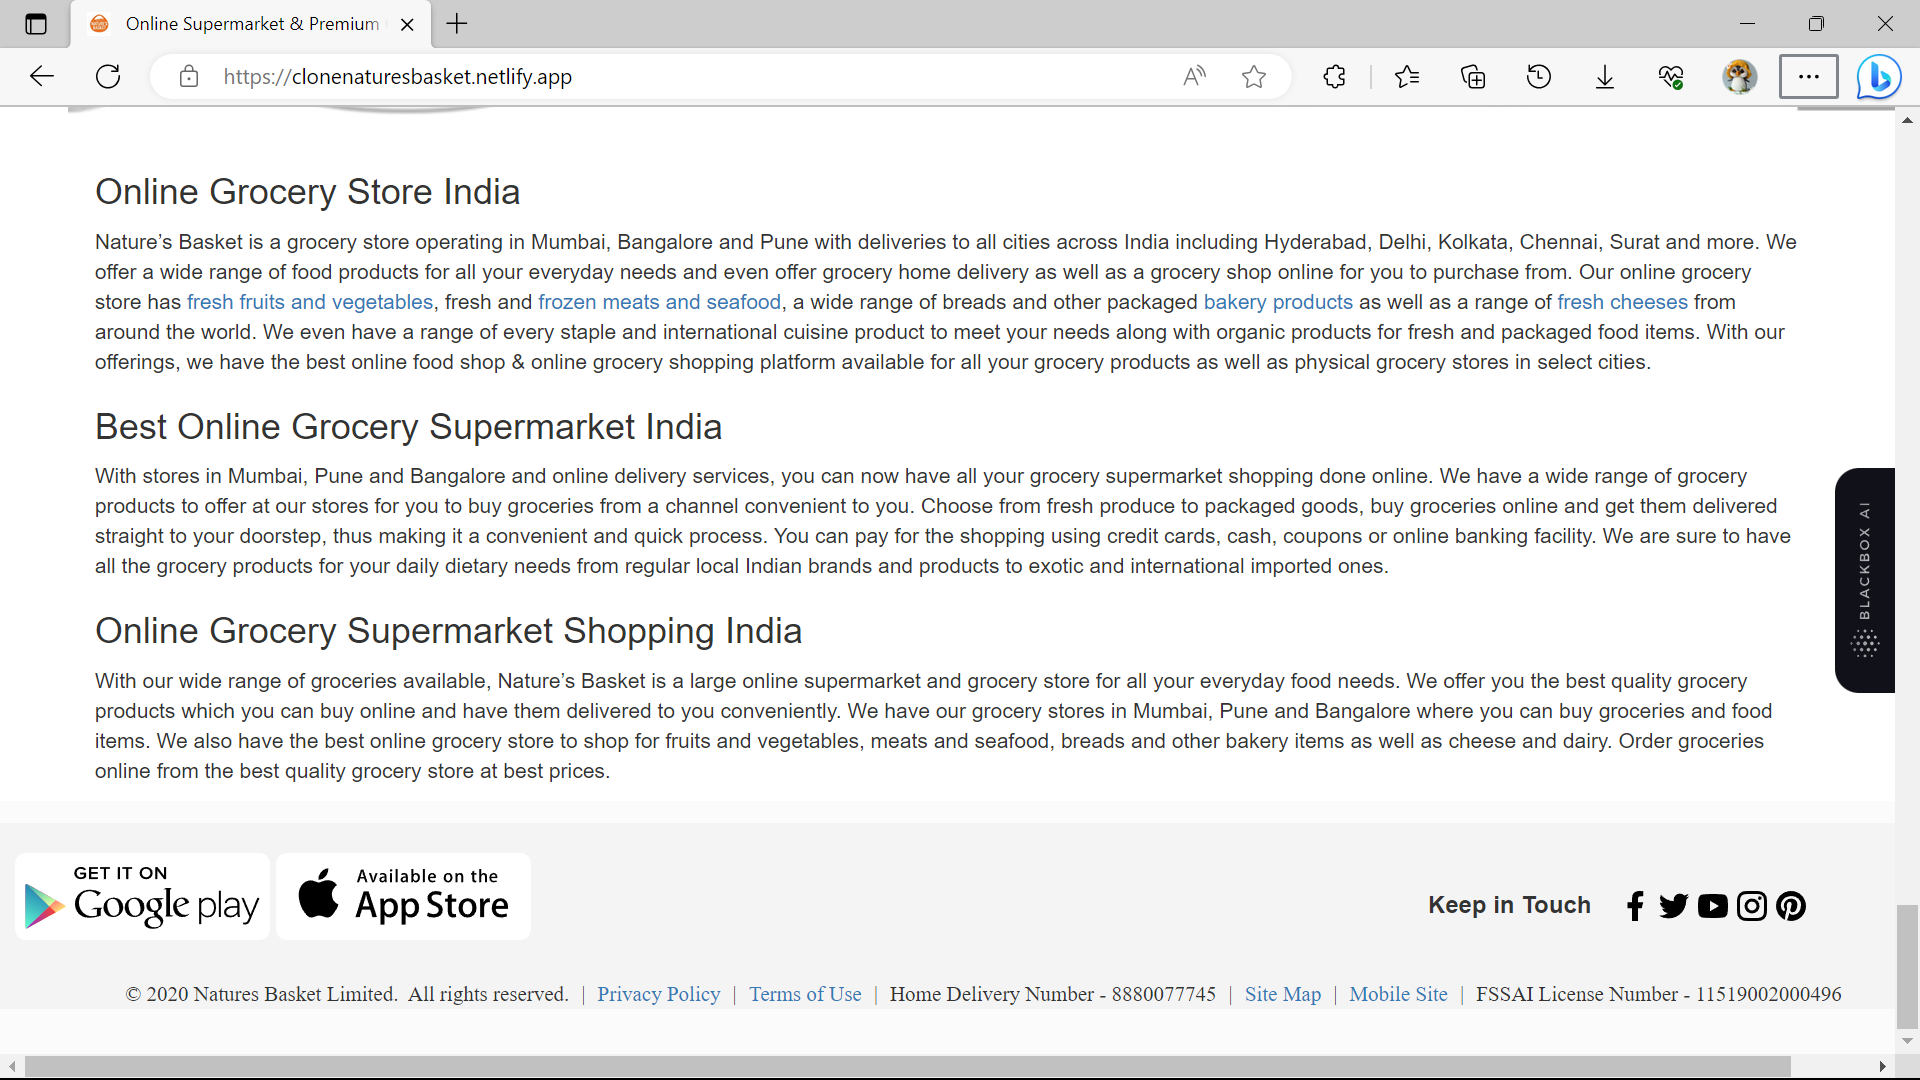 Online Supermarket & Premium
https://clonenaturesbasket.netlify.app
Online Grocery Store India
Nature’s Basket is a grocery store operating in Mumbai, Bangalore and Pune with deliveries to all cities across India including Hyderabad, Delhi, Kolkata, Chennai, Surat and more. We
offer a wide range of food products for all your everyday needs and even offer grocery home delivery as well as a grocery shop online for you to purchase from. Our online grocery
store has fresh fruits and vegetables, fresh and frozen meats and seafood, a wide range of breads and other packaged bakery products as well as a range of fresh cheeses from
around the world. We even have a range of every staple and international cuisine product to meet your needs along with organic products for fresh and packaged food items. With our
offerings, we have the best online food shop & online grocery shopping platform available for all your grocery products as well as physical grocery stores in select cities.
Best Online Grocery Supermarket India
With stores in Mumbai, Pune and Bangalore and online delivery services, you can now have all your grocery supermarket shopping done online. We have a wide range of grocery
products to offer at our stores for you to buy groceries from a channel convenient to you. Choose from fresh produce to packaged goods, buy groceries online and get them delivered
straight to your doorstep, thus making it a convenient and quick process. You can pay for the shopping using credit cards, cash, coupons or online banking facility. We are sure to have
all the grocery products for your daily dietary needs from regular local Indian brands and products to exotic and international imported ones.
BLACKBOX AI
Online Grocery Supermarket Shopping India
With our wide range of groceries available, Nature’s Basket is a large online supermarket and grocery store for all your everyday food needs. We offer you the best quality grocery
products which you can buy online and have them delivered to you conveniently. We have our grocery stores in Mumbai, Pune and Bangalore where you can buy groceries and food
items. We also have the best online grocery store to shop for fruits and vegetables, meats and seafood, breads and other bakery items as well as cheese and dairy. Order groceries
online from the best quality grocery store at best prices.
GET IT ON
Google play
Available on the
App Store
Keep in Touch
© 2020 Natures Basket Limited. All rights reserved. | Privacy Policy | Terms of Use | Home Delivery Number - 8880077745 | Site Map | Mobile Site | FSSAI License Number - 11519002000496